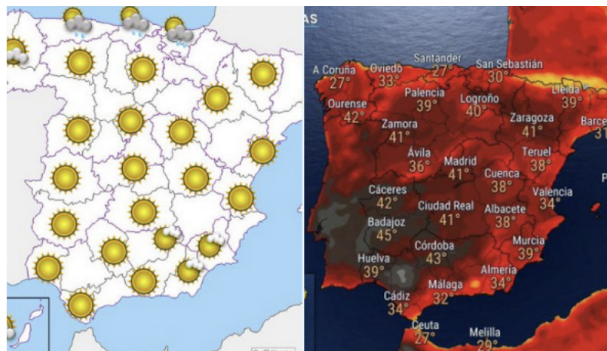 AS
A Coruña
27°
Oviedo
33°
Santander
27°
San Sebastián
30°
Ourense
42°
Palencia
39°
Logroño
40°
Lleida
39°
Zamora
41°
Zaragoza
41°
Barce
31
Ávila
36°
Madrid
41°
Teruel
38°
Cuenca
38°
Cáceres
42°
Ciudad Real
41°
Albacete
38°
Valencia
34°
P
Badajoz
45°
Huelva
39°
Córdoba
43°
Murcia
39°
Almería
34°
Málaga
32°
Cádiz
34°
Ceuta
27°
Melilla
29°